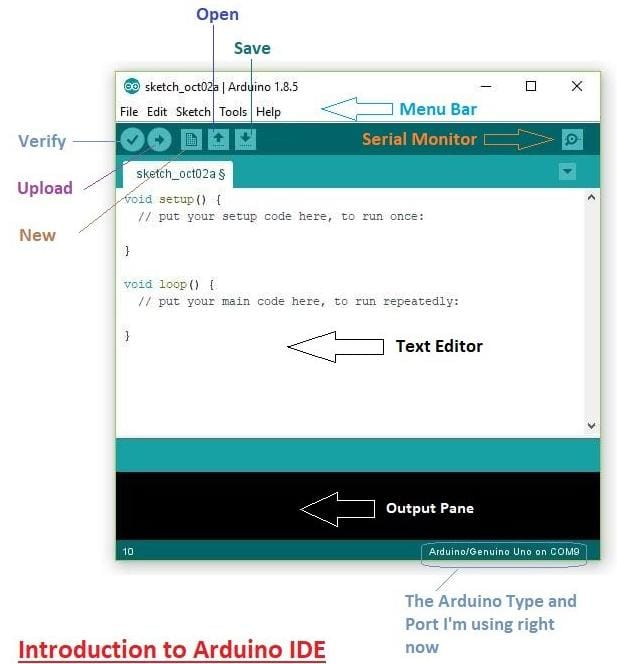 Open
Save
sketch_oct02a | Arduino 1.8.5
File Edit Sketch Tools Help
Menu Bar
Verify
Serial Monitor
Upload
sketch_oct02a §
New
void setup() {
// put your setup code here, to run once:
}
void loop() {
// put your main code here, to run repeatedly:
}
Text Editor
Output Pane
10
Arduino/Genuino Uno on COM9
The Arduino Type and
Port I'm using right
now
Introduction to Arduino IDE